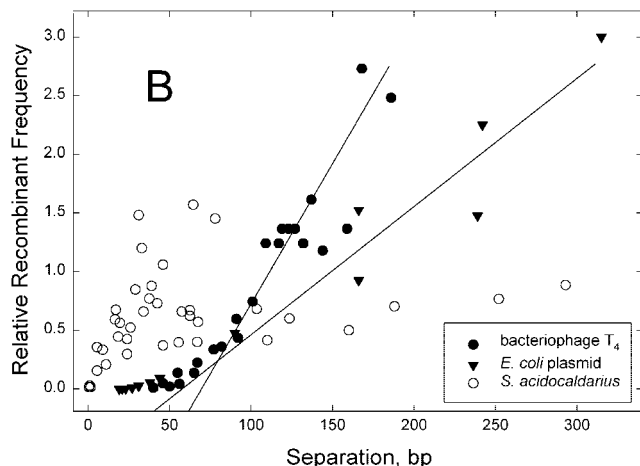 B
Relative Recombinant Frequency
3.0
2.5
2.0
1.5
1.0
0.5
0.0
0 50 100 150 200 250 300
Separation, bp
bacteriophage T4
E. coli plasmid
S. acidocaldarius